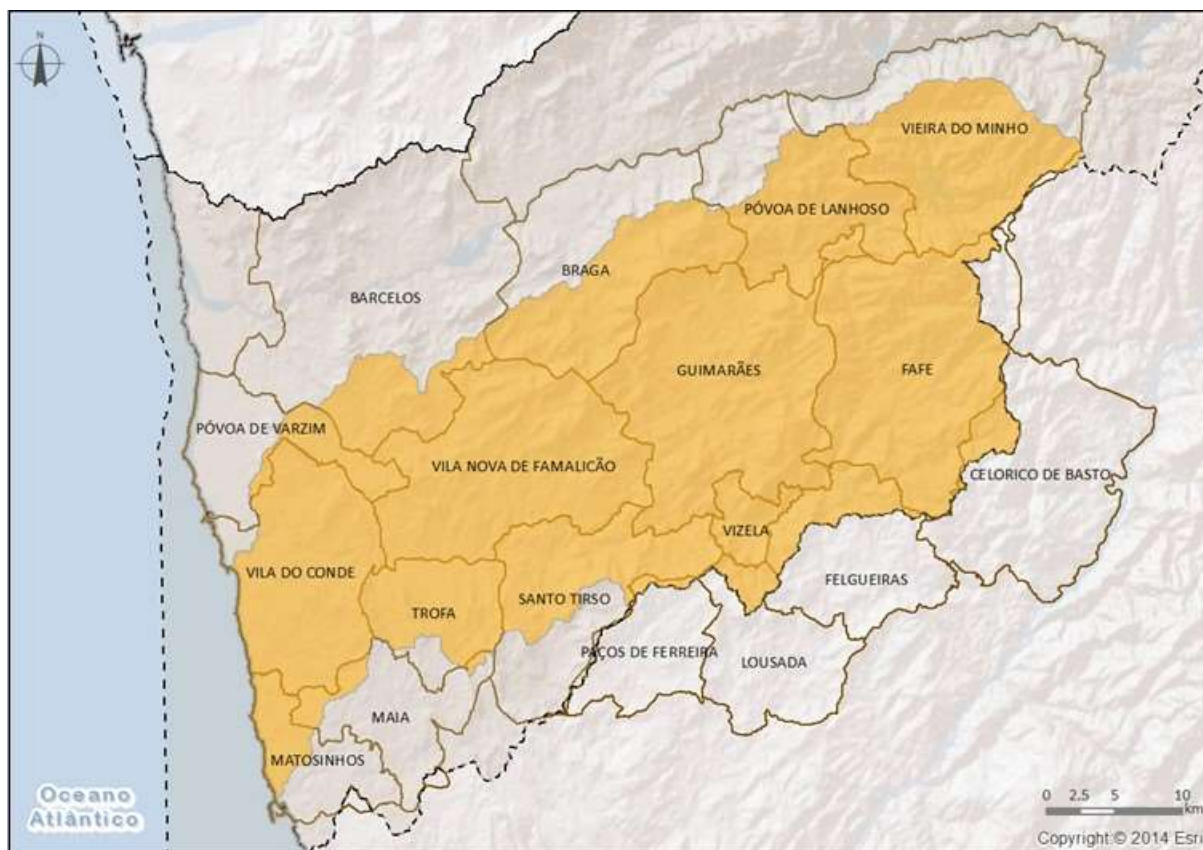 N
VIEIRA DO MINHO
PÓVOA DE LANHOSO
BRAGA
BARCELOS
GUIMARÃES
FAFE
PÓVOA DE VARZIM
VILA NOVA DE FAMALICÃO
CELORICO DE BASTO
VIZELA
VILA DO CONDE
FELGUEIRAS
SANTO TIRSO
TROFA
PAÇOS DE FERREIRA
LOUSADA
MAIA
MATOSINHOS
Oceano
Atlântico
0 2,5 5 10
km
Copyright:© 2014 Esri